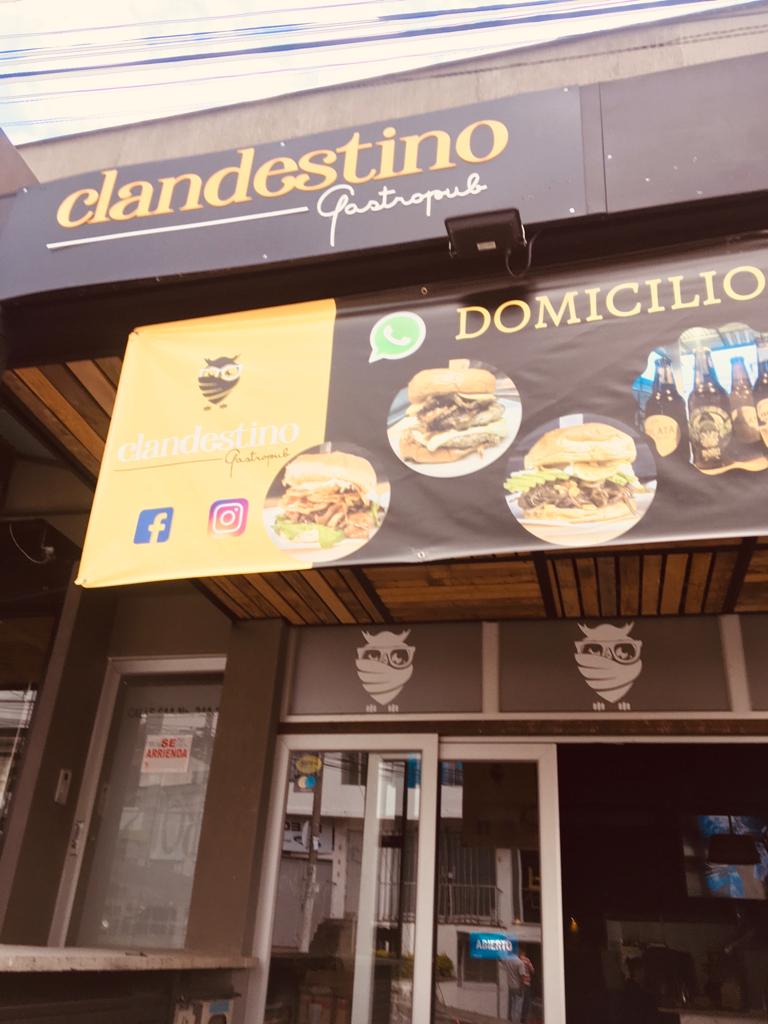 clandestino
Gastropub
DOMICILIO
clandestino
Gastropub
SE
ARRIENDA
ABIERTO